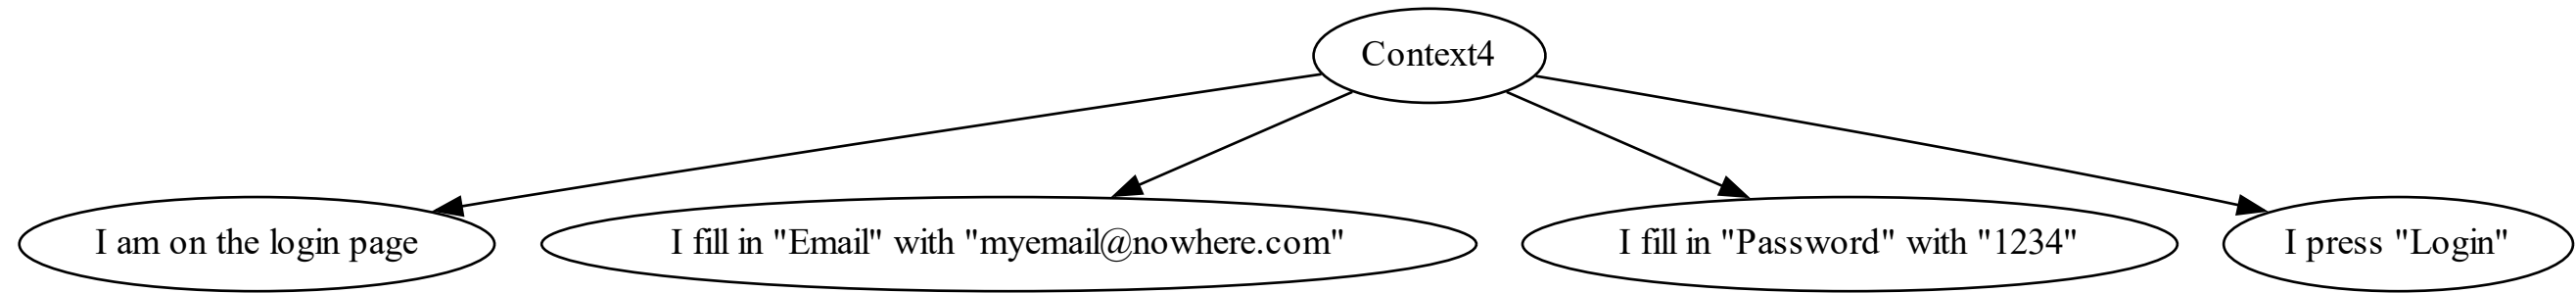 Context4
I am on the login page
I fill in "Email" with "myemail@nowhere.com"
I fill in "Password" with "1234"
I press "Login"